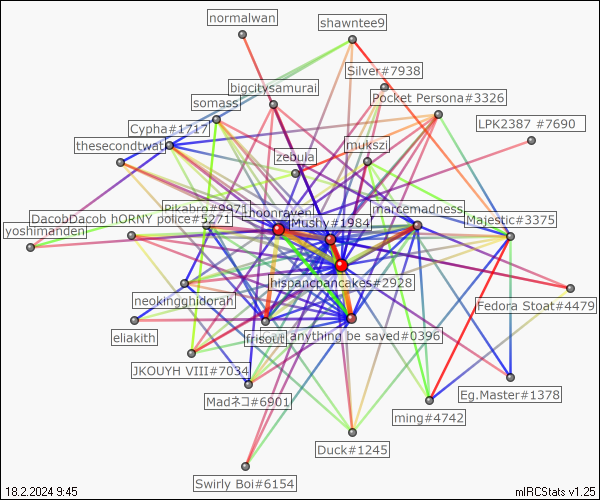 normalwan
shawntee9
Silver#7938
bigcitysamurai
Pocket Persona#3326
somass
LPK2387 #7690
Cypha#1717
thesecondtwat
mukszi
zebula
Pikabro#9971
noonraven
marcemadness
DacobDacob hORNY police#5271
Mushy#1984
Majestic#3375
yoshimanden
hispancpancakes#2928
neokingghidorah
Fedora Stoat#4479
eliakith
frisout
anything be saved#0396
JKOUYH VIII#7034
Eg.Master#1378
Madネコ#6901
ming#4742
Duck#1245
Swirly Boi#6154
18.2.2024 9:45
mIRCStats v1.25